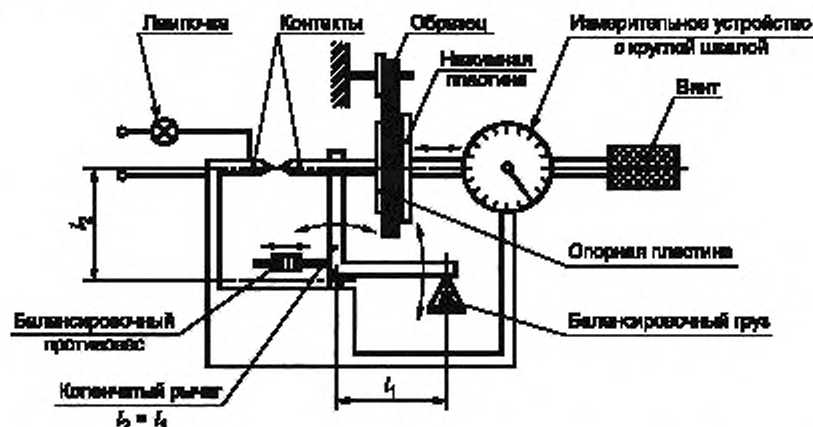 Лампочка
Контакты
Образец
Измерительное устройство
с круглой шкалой
Нажимная
пластина
Винт
l₂
Опорная пластина
Балансировочный
противовес
Балансировочный груз
Коленчатый рычаг
l₂ = l₁
l₁